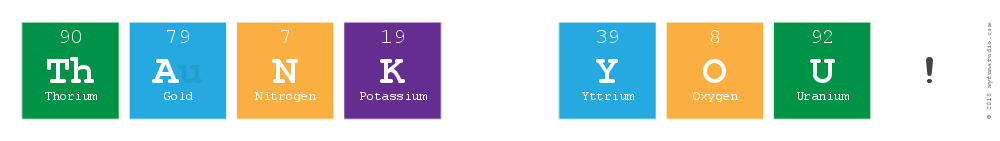 90 79 7 19 39 8 92
Th Au N K Y O U !
Thorium Gold Nitrogen Potassium Yttrium Oxygen Uranium